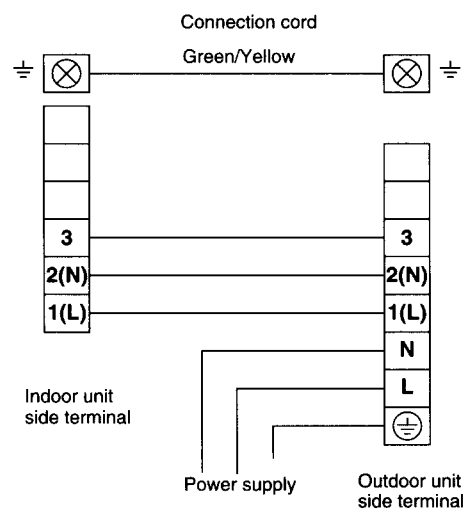 Connection cord
Green/Yellow
3
3
2(N)
2(N)
1(L)
1(L)
N
L
Indoor unit
side terminal
Power supply
Outdoor unit
side terminal